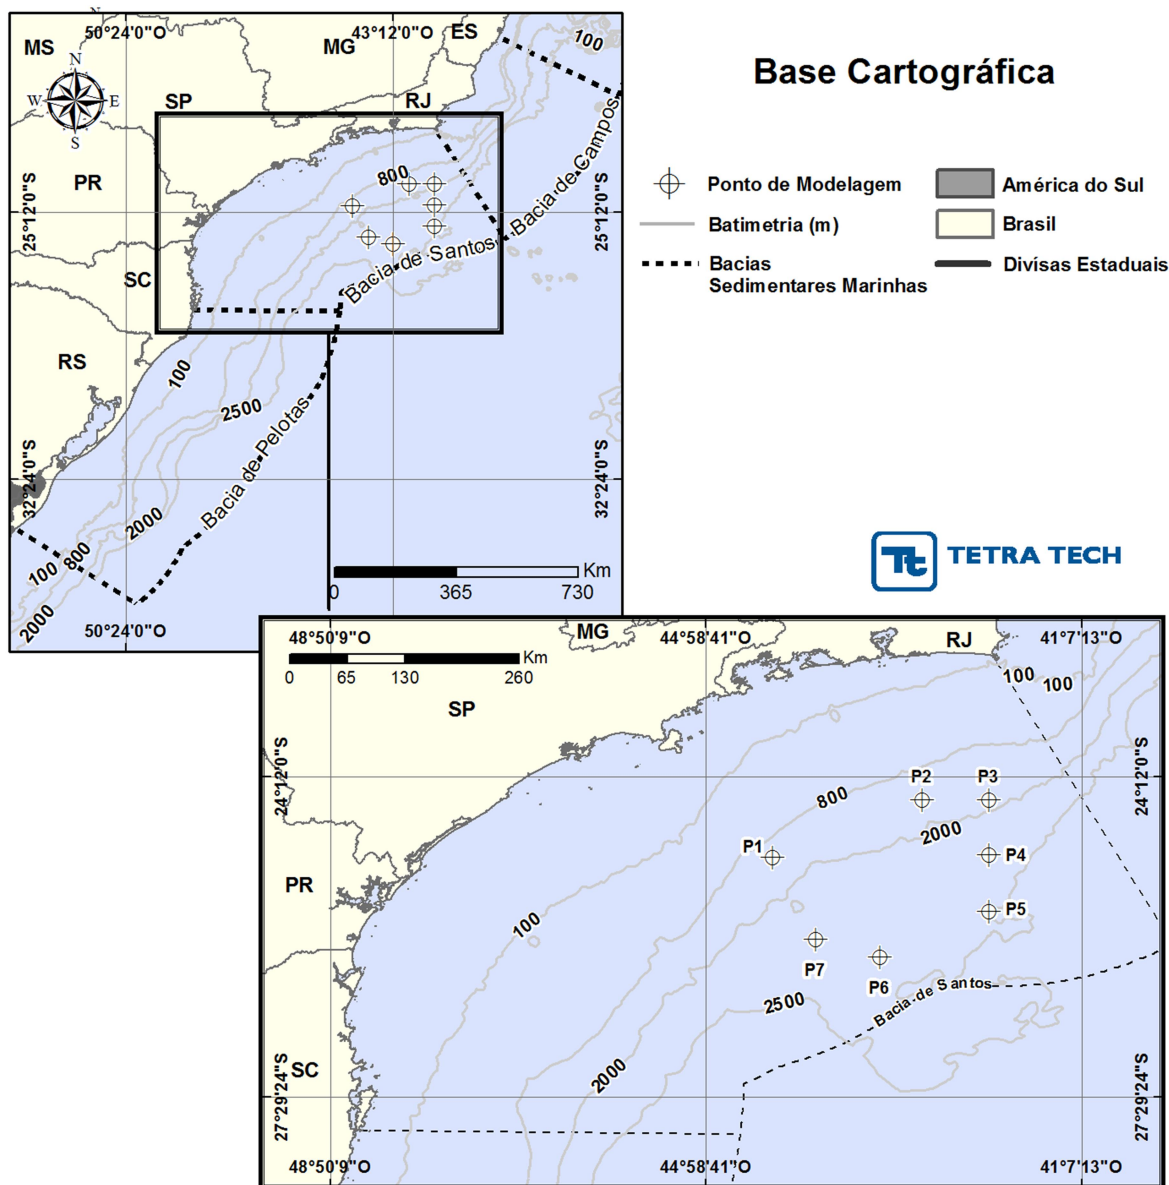 50°24'0"O
43°12'0"O
ES
MS
MG
100
N
W
E
S
SP
RJ
Bacia de Campos
PR
800
25°12'0"S
25°12'0"S
Bacia de Santos
SC
RS
100
2500
Bacia de Pelotas
32°24'0"S
32°24'0"S
2000
800
100
2000
Km
0
365
730
50°24'0"O
Base Cartográfica
Ponto de Modelagem
América do Sul
Batimetria (m)
Brasil
Bacias
Sedimentares Marinhas
Divisas Estaduais
Tt
TETRA TECH
48°50'9"O
MG
44°58'41"O
RJ
41°7'13"O
Km
0
65
130
260
100
100
SP
24°12'0"S
24°12'0"S
P2
P3
800
2000
P1
P4
PR
100
P5
P7
P6
2500
Bacia de Santos
SC
2000
27°29'24"S
27°29'24"S
48°50'9"O
44°58'41"O
41°7'13"O